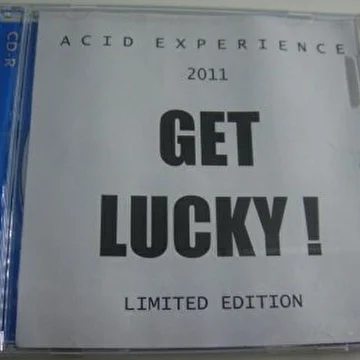 CD-R
ACID EXPERIENCE
2011
GET
LUCKY !
LIMITED EDITION